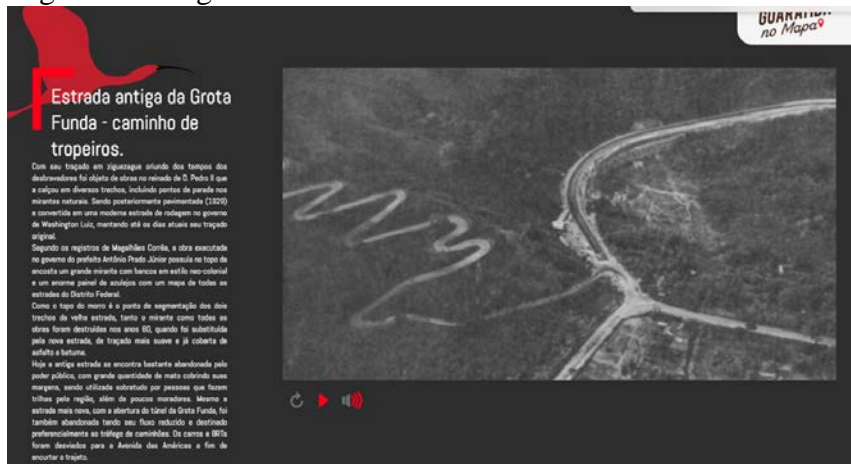 GUARATIBA
no Mapa
Estrada antiga da Grota
Funda - caminho de
tropeiros.
Com seu traçado em ziguezague oriundo dos tempos dos
desbravadores foi objeto de obras no reinado de D. Pedro II que
a calçou em diversos trechos, incluindo pontos de parada nos
mirantes naturais. Sendo posteriormente pavimentada (1929)
e convertida em uma moderna estrada de rodagem no governo
de Washington Luiz, mantendo até os dias atuais seu traçado
original.
Segundo os registros de Magalhães Corrêa, a obra executada
no governo do prefeito Antônio Prado Júnior possuía no topo da
encosta um grande mirante com bancos em estilo neo-colonial
e um enorme painel de azulejos com um mapa de todas as
estradas do Distrito Federal.
Como o topo do morro é o ponto de segmentação dos dois
trechos da velha estrada, tanto o mirante como todas as
obras foram destruídas nos anos 60, quando foi substituída
pela nova estrada, de traçado mais suave e já coberta de
asfalto e betume.
Hoje a antiga estrada se encontra bastante abandonada pelo
poder público, com grande quantidade de mato cobrindo suas
margens, sendo utilizada sobretudo por pessoas que fazem
trilhas pela região, além de poucos moradores. Mesmo a
estrada mais nova, com a abertura do túnel da Grota Funda, foi
também abandonada tendo seu fluxo reduzido e destinado
preferencialmente ao tráfego de caminhões. Os carros e BRTs
foram desviados para a Avenida das Américas a fim de
encurtar o trajeto.